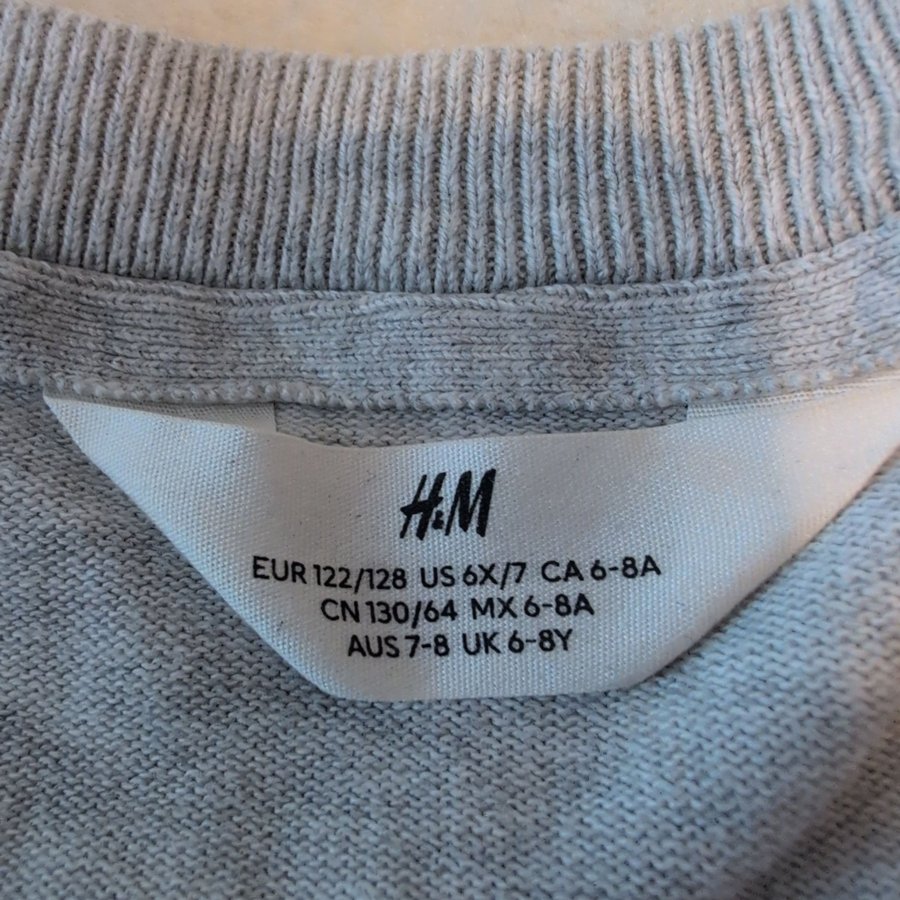 H&M
EUR 122/128 US 6X/7 CA 6-8A
CN 130/64 MX 6-8A
AUS 7-8 UK 6-8Y